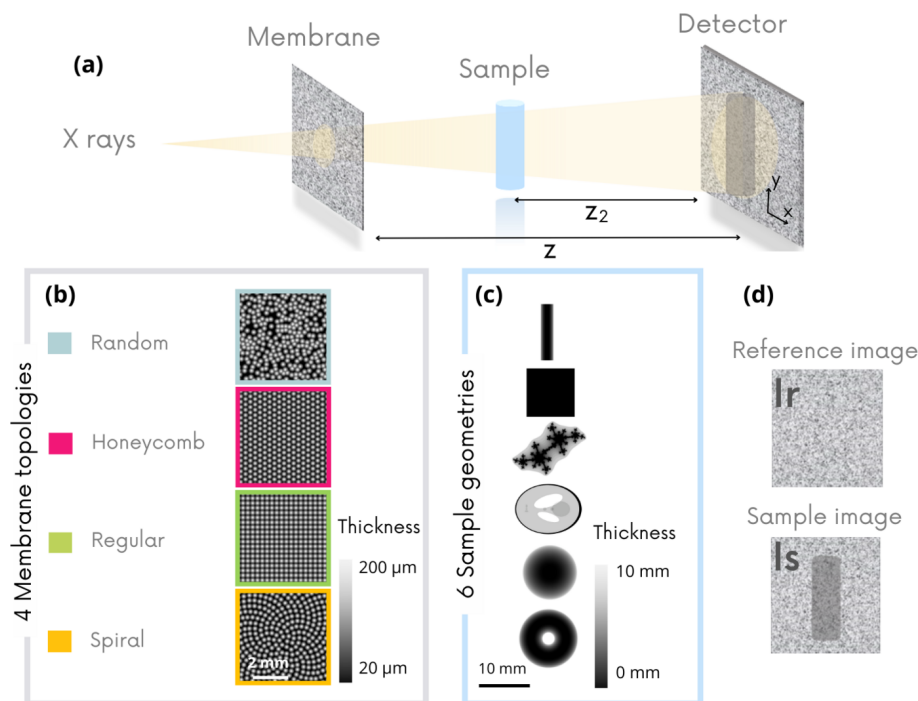 (a)
Membrane
Sample
Detector
X rays
y
x
z2
z
(b)
4 Membrane topologies
Random
Honeycomb
Regular
Spiral
2 mm
Thickness
200 µm
20 µm
(c)
6 Sample geometries
Thickness
10 mm
0 mm
10 mm
(d)
Reference image
Ir
Sample image
Is